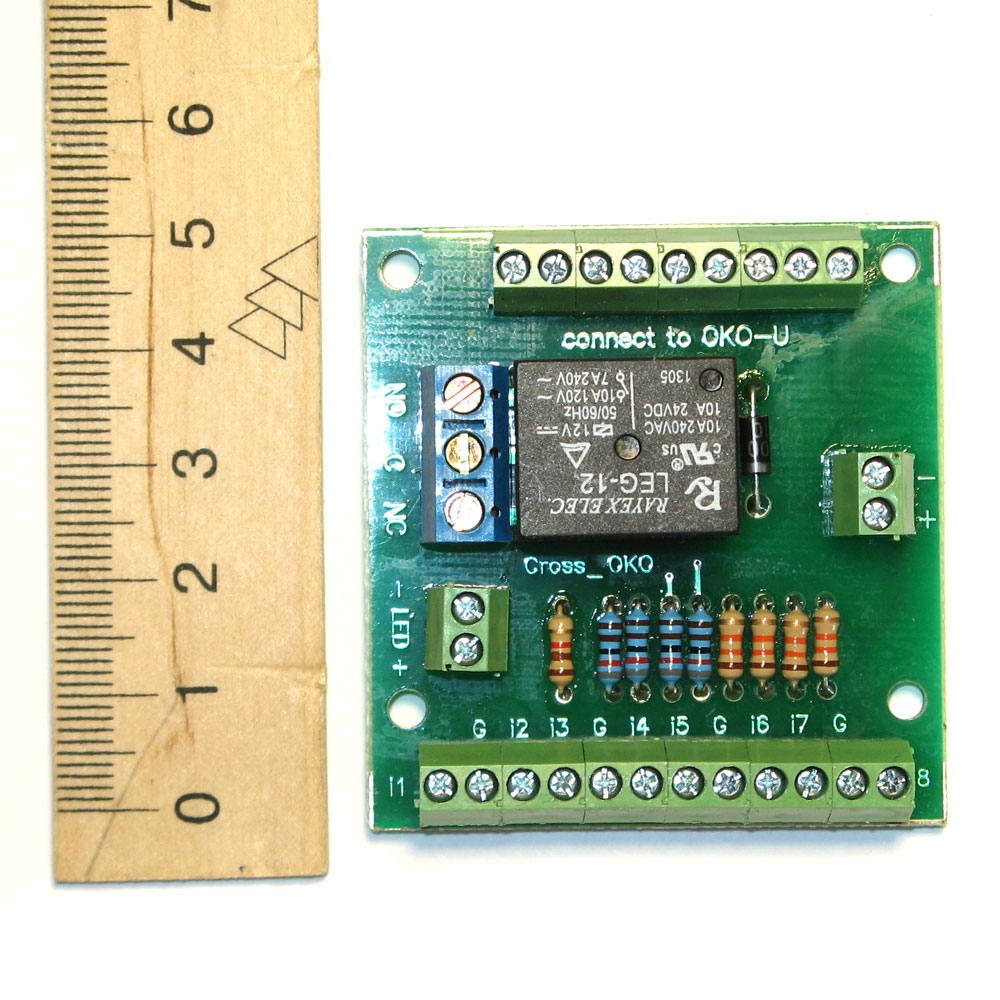 7
6
5
4
3
2
1
0
connect to OKO-U
NO
C
NC
RAYEX ELEC.
LEG-12
12V
50/60Hz
10A 120V~
7A 240V~
R
c us ®
10A 240VAC
10A 24VDC
1305
-
+
Cross_OKO
- LED +
G i2 i3 G i4 i5 G i6 i7 G
i1
8